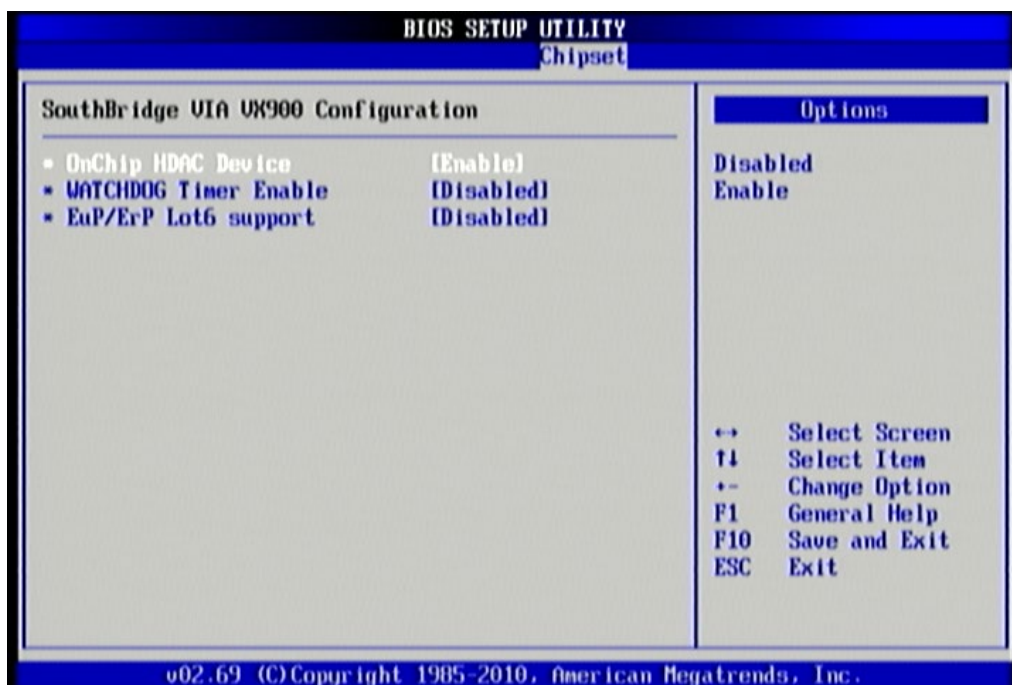 BIOS SETUP UTILITY
Chipset
SouthBridge VIA VX900 Configuration
* OnChip HDAC Device [Enable]
* WATCHDOG Timer Enable [Disabled]
* EuP/ErP Lot6 support [Disabled]
Options
Disabled
Enable
↔ Select Screen
↑↓ Select Item
+- Change Option
F1 General Help
F10 Save and Exit
ESC Exit
v02.69 (C)Copyright 1985-2010, American Megatrends, Inc.